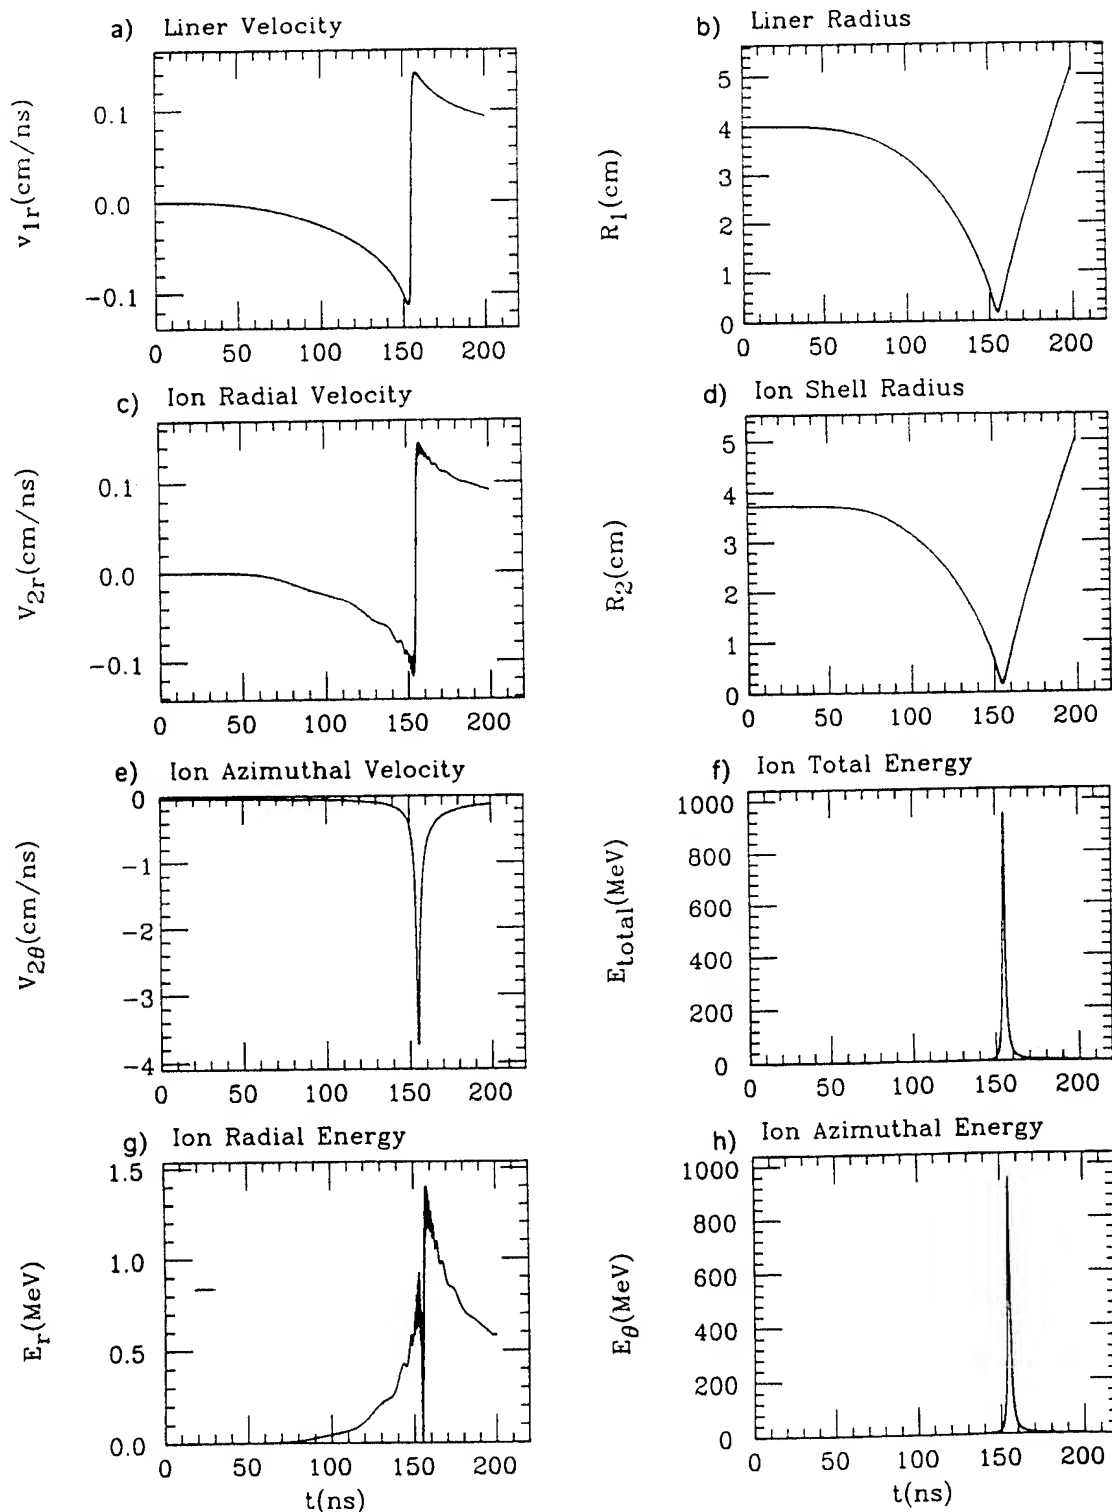 a) Liner Velocity
v1r(cm/ns)
0.1
0.0
−0.1
0 50 100 150 200
b) Liner Radius
R1(cm)
5
4
3
2
1
0
0 50 100 150 200
c) Ion Radial Velocity
V2r(cm/ns)
0.1
0.0
−0.1
0 50 100 150 200
d) Ion Shell Radius
R2(cm)
5
4
3
2
1
0
0 50 100 150 200
e) Ion Azimuthal Velocity
V2θ(cm/ns)
0
−1
−2
−3
−4
0 50 100 150 200
f) Ion Total Energy
Etotal(MeV)
1000
800
600
400
200
0
0 50 100 150 200
g) Ion Radial Energy
Er(MeV)
1.5
1.0
0.5
0.0
0 50 100 150 200
t(ns)
h) Ion Azimuthal Energy
Eθ(MeV)
1000
800
600
400
200
0
0 50 100 150 200
t(ns)